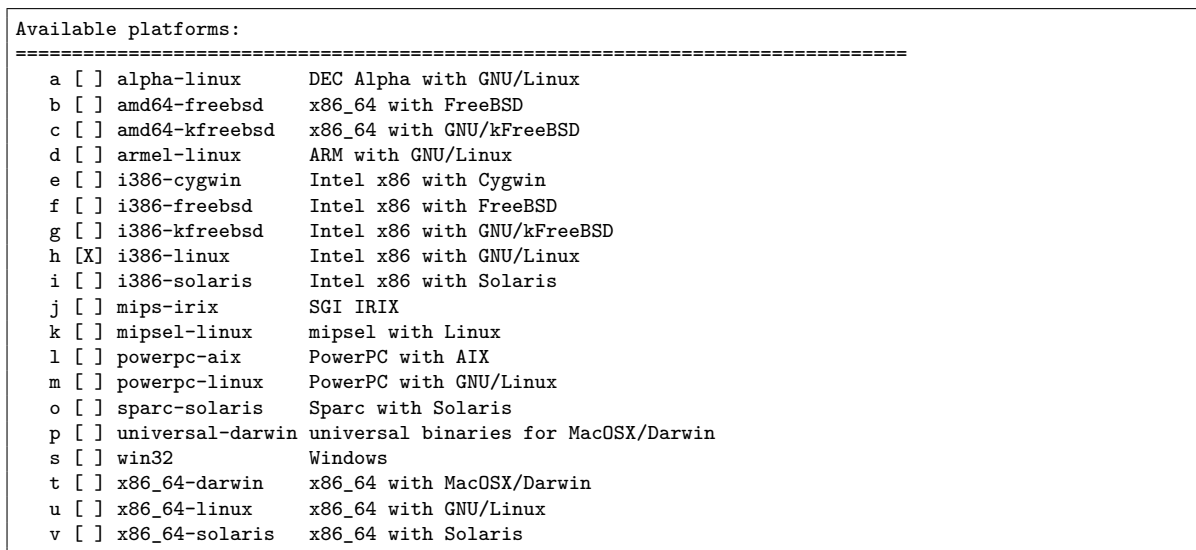 Available platforms:
===============================================================================
   a [ ] alpha-linux      DEC Alpha with GNU/Linux
   b [ ] amd64-freebsd    x86_64 with FreeBSD
   c [ ] amd64-kfreebsd   x86_64 with GNU/kFreeBSD
   d [ ] armel-linux      ARM with GNU/Linux
   e [ ] i386-cygwin      Intel x86 with Cygwin
   f [ ] i386-freebsd     Intel x86 with FreeBSD
   g [ ] i386-kfreebsd    Intel x86 with GNU/kFreeBSD
   h [X] i386-linux       Intel x86 with GNU/Linux
   i [ ] i386-solaris     Intel x86 with Solaris
   j [ ] mips-irix        SGI IRIX
   k [ ] mipsel-linux     mipsel with Linux
   l [ ] powerpc-aix      PowerPC with AIX
   m [ ] powerpc-linux    PowerPC with GNU/Linux
   o [ ] sparc-solaris    Sparc with Solaris
   p [ ] universal-darwin universal binaries for MacOSX/Darwin
   s [ ] win32            Windows
   t [ ] x86_64-darwin    x86_64 with MacOSX/Darwin
   u [ ] x86_64-linux     x86_64 with GNU/Linux
   v [ ] x86_64-solaris   x86_64 with Solaris